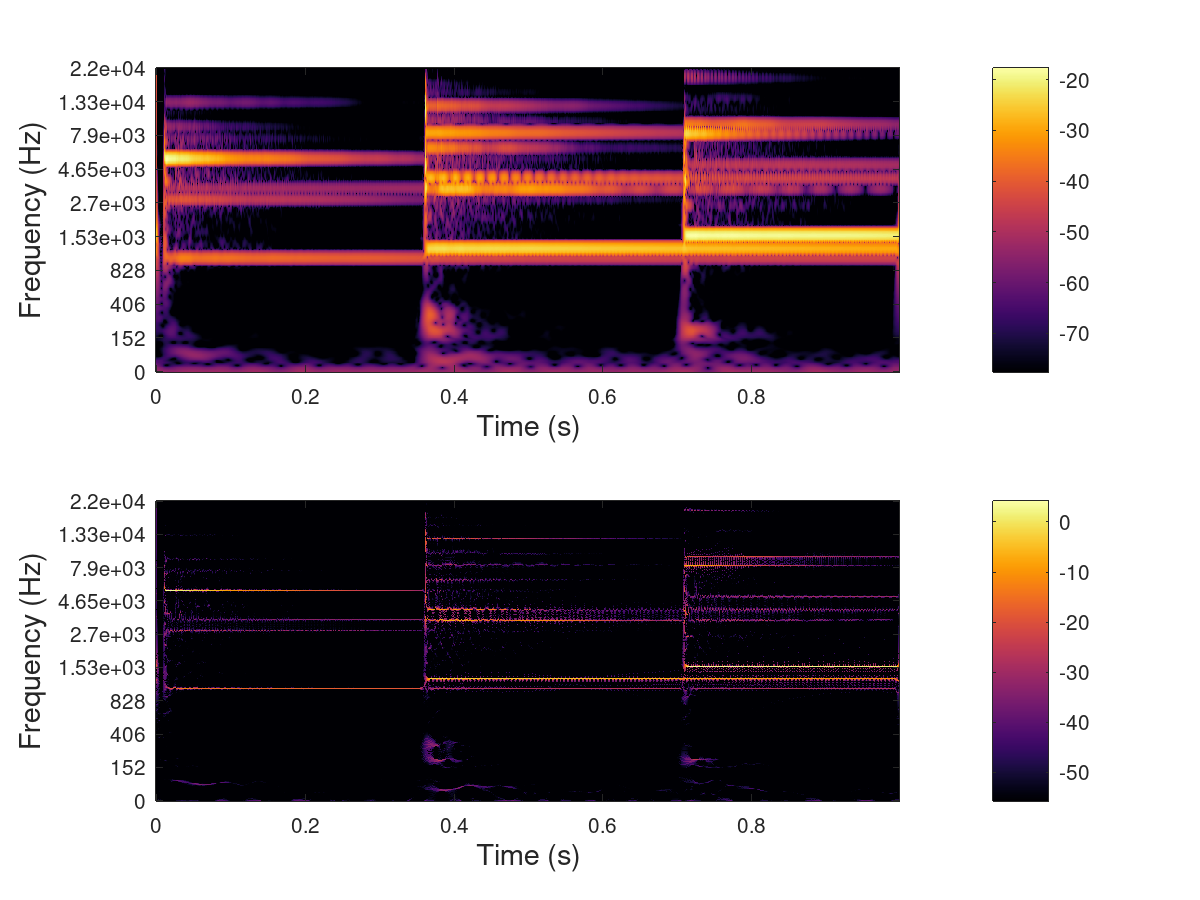 2.2e+04
1.33e+04
7.9e+03
4.65e+03
2.7e+03
1.53e+03
828
406
152
0
Frequency (Hz)
0 0.2 0.4 0.6 0.8
Time (s)
-20
-30
-40
-50
-60
-70
2.2e+04
1.33e+04
7.9e+03
4.65e+03
2.7e+03
1.53e+03
828
406
152
0
Frequency (Hz)
0 0.2 0.4 0.6 0.8
Time (s)
0
-10
-20
-30
-40
-50